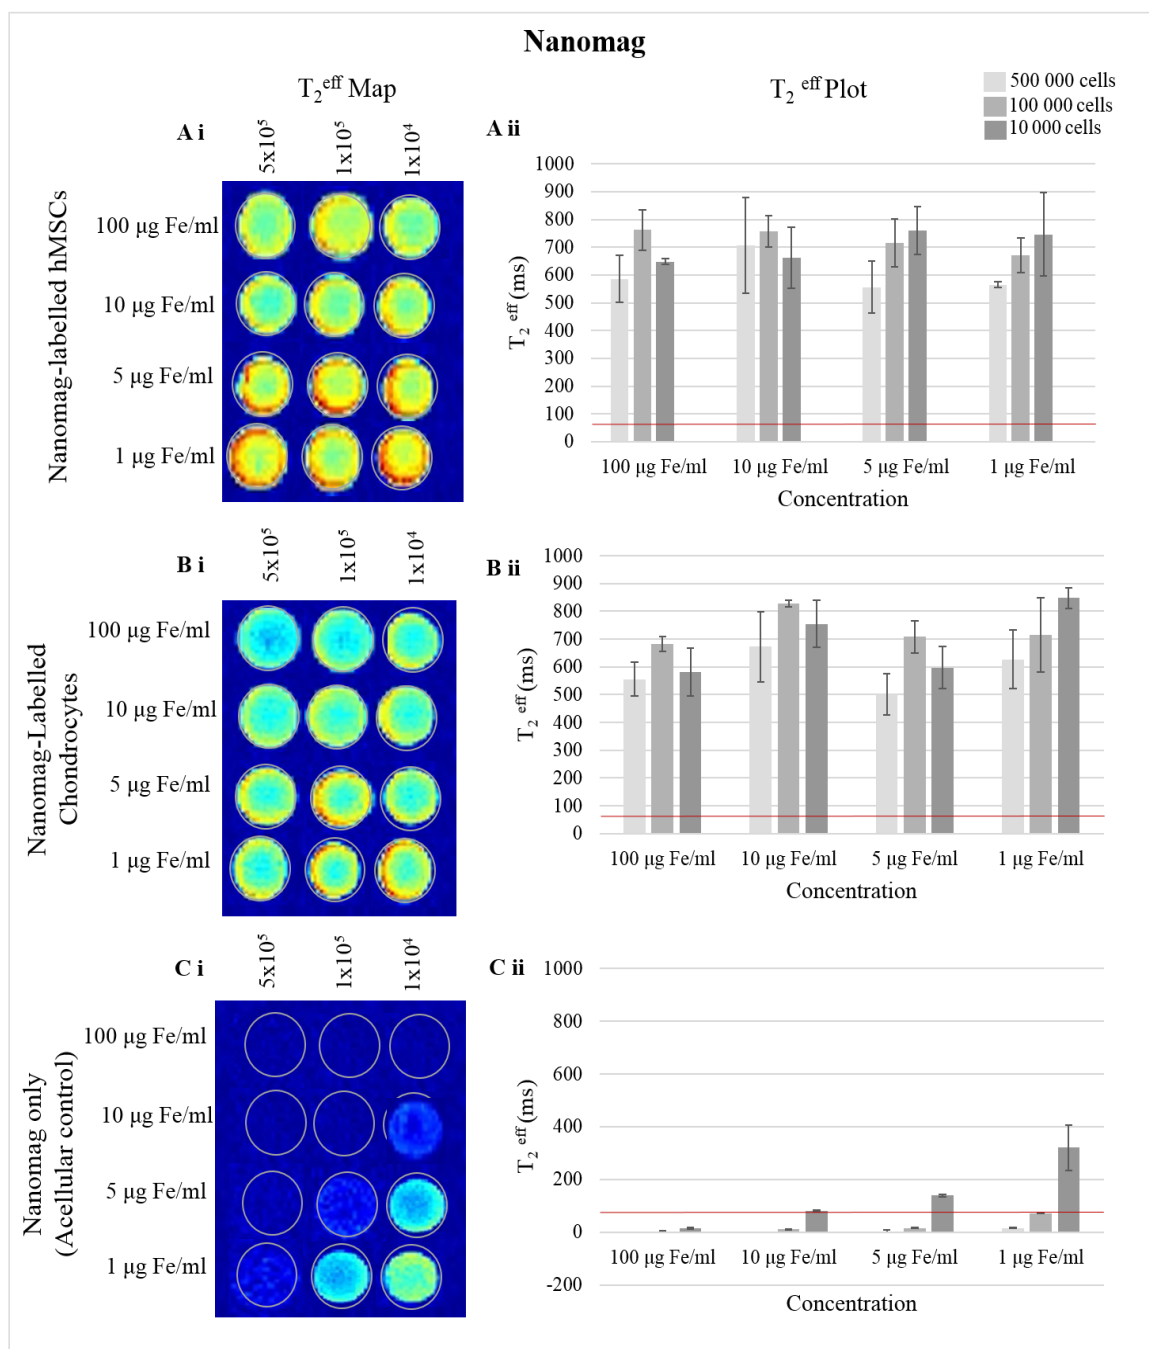 Nanomag
T₂ᵉᶠᶠ Map
T₂ ᵉᶠᶠ Plot
500 000 cells
100 000 cells
10 000 cells
A i
5x10⁵
1x10⁵
1x10⁴
Nanomag-labelled hMSCs
100 μg Fe/ml
10 μg Fe/ml
5 μg Fe/ml
1 μg Fe/ml
A ii
T₂ ᵉᶠᶠ (ms)
1000
900
800
700
600
500
400
300
200
100
0
100 μg Fe/ml 10 μg Fe/ml 5 μg Fe/ml 1 μg Fe/ml
Concentration
B i
5x10⁵
1x10⁵
1x10⁴
Nanomag-Labelled
Chondrocytes
100 μg Fe/ml
10 μg Fe/ml
5 μg Fe/ml
1 μg Fe/ml
B ii
T₂ ᵉᶠᶠ (ms)
1000
900
800
700
600
500
400
300
200
100
0
100 μg Fe/ml 10 μg Fe/ml 5 μg Fe/ml 1 μg Fe/ml
Concentration
C i
5x10⁵
1x10⁵
1x10⁴
Nanomag only
(Acellular control)
100 μg Fe/ml
10 μg Fe/ml
5 μg Fe/ml
1 μg Fe/ml
C ii
T₂ ᵉᶠᶠ (ms)
1000
800
600
400
200
0
-200
100 μg Fe/ml 10 μg Fe/ml 5 μg Fe/ml 1 μg Fe/ml
Concentration